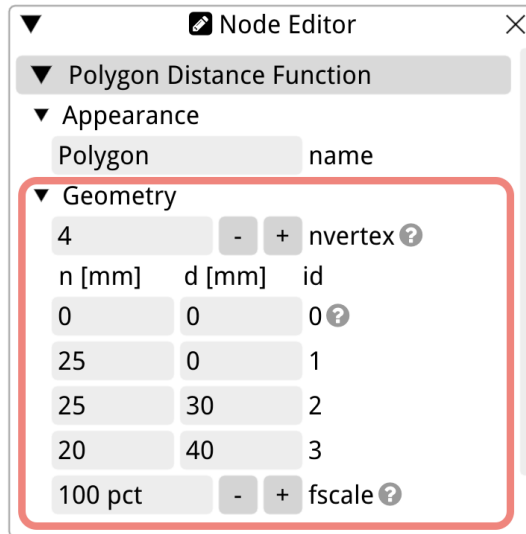 Node Editor
Polygon Distance Function
Appearance
Polygon name
Geometry
4 - + nvertex ?
n [mm] d [mm] id
0 0 0 ?
25 0 1
25 30 2
20 40 3
100 pct - + fscale ?